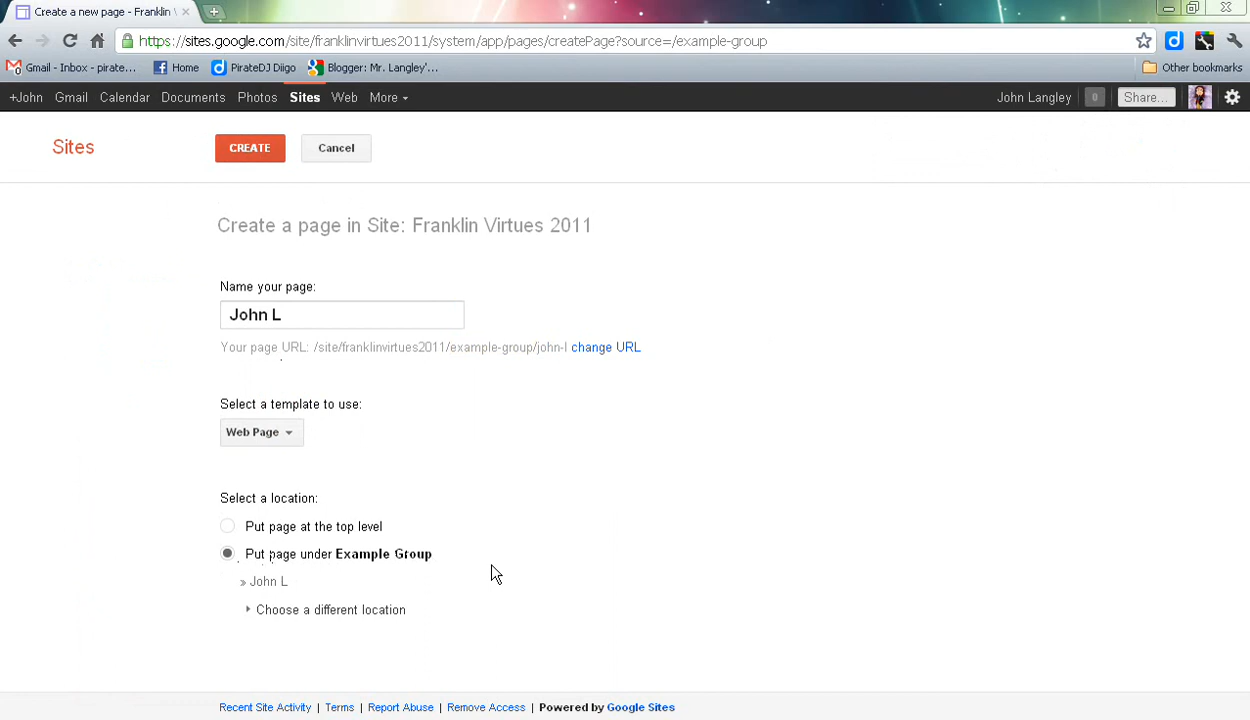 Create a new page - Franklin V
https://sites.google.com/site/franklinvirtues2011/system/app/pages/createPage?source=/example-group
Gmail - Inbox - pirate... Home PirateDJ Diigo Blogger: Mr. Langley'... Other bookmarks
+John Gmail Calendar Documents Photos Sites Web More John Langley 0 Share...
Sites CREATE Cancel
Create a page in Site: Franklin Virtues 2011
Name your page:
John L
Your page URL: /site/franklinvirtues2011/example-group/john-l change URL
Select a template to use:
Web Page
Select a location:
Put page at the top level
Put page under Example Group
» John L
Choose a different location
Recent Site Activity | Terms | Report Abuse | Remove Access | Powered by Google Sites